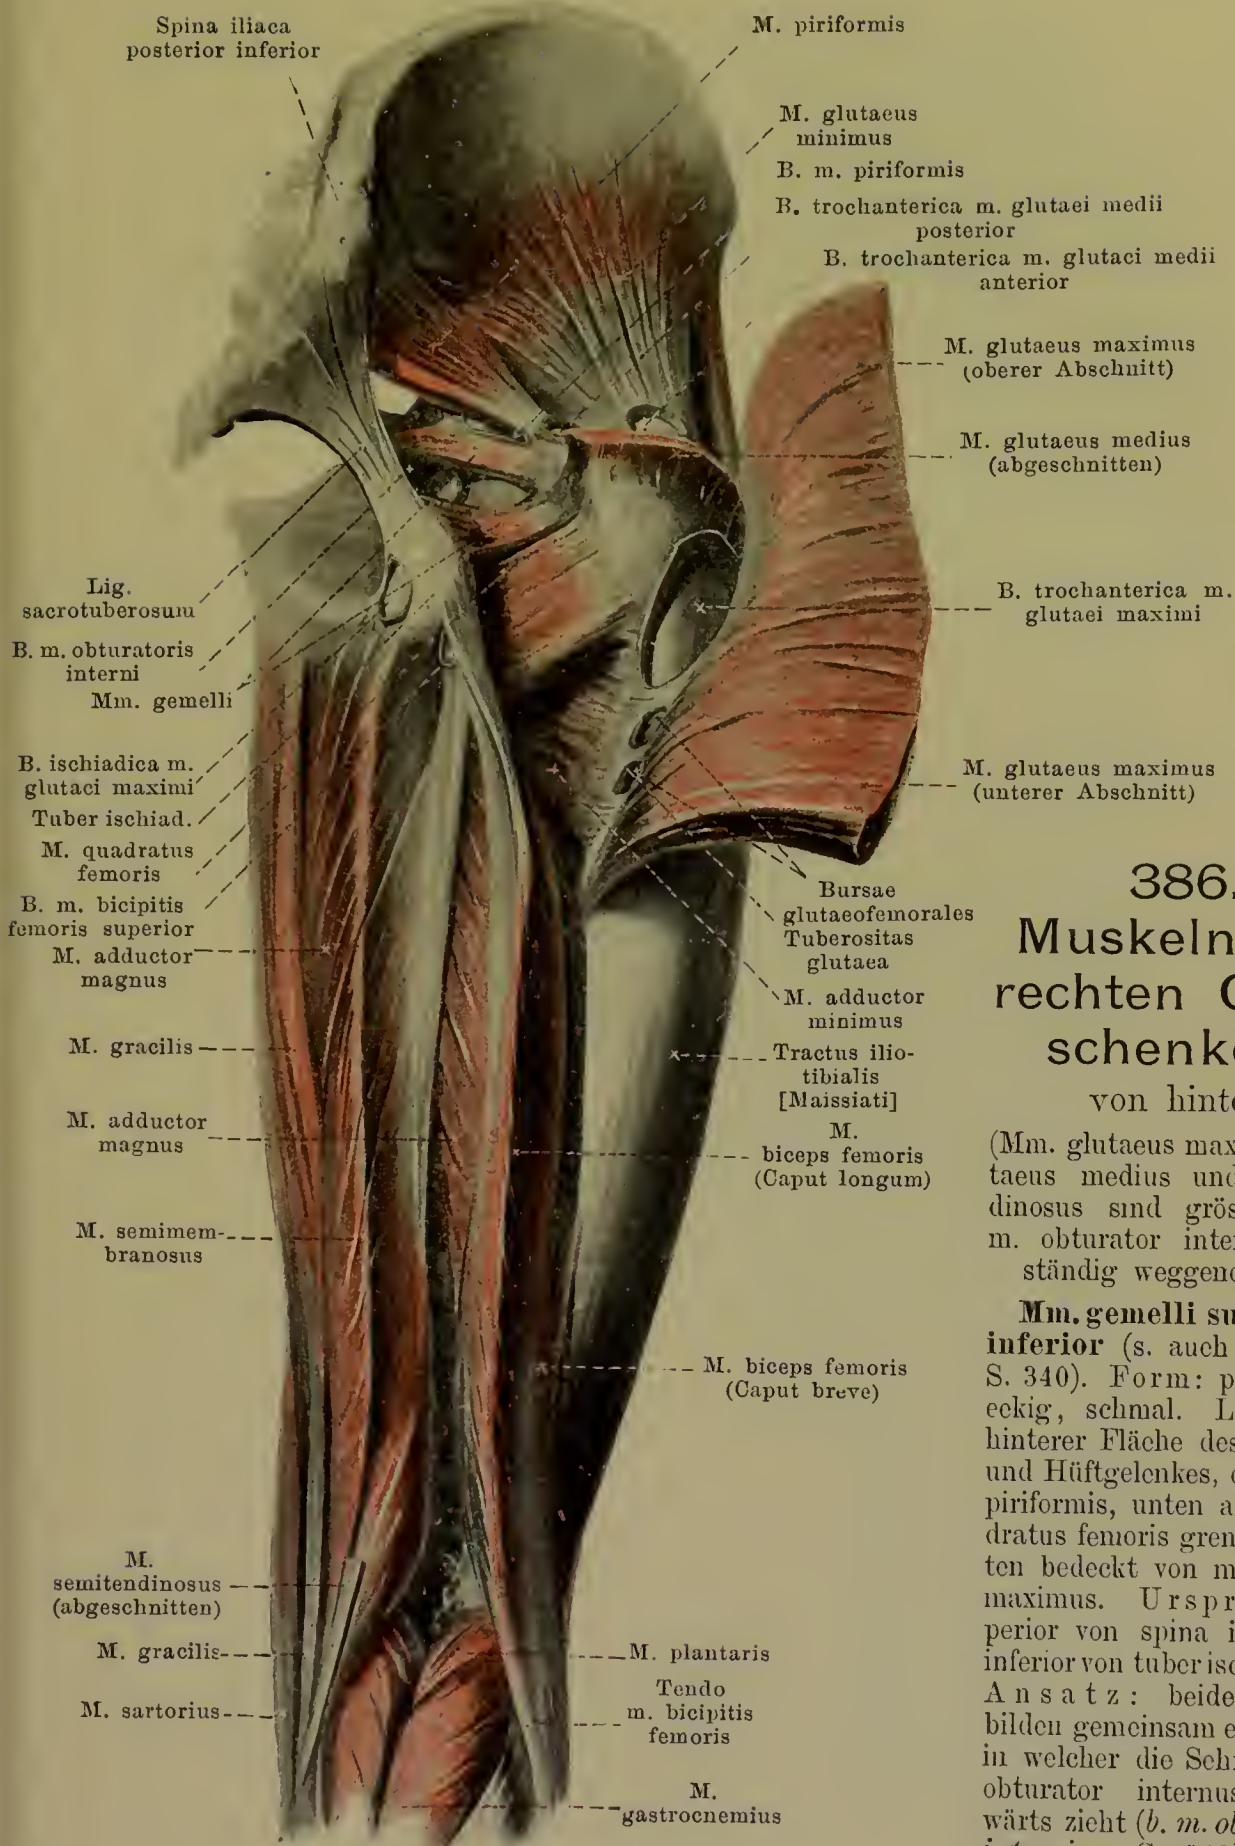 Spina iliaca
posterior inferior
M. piriformis
M. glutaeus
minimus
B. m. piriformis
B. trochanterica m. glutaei medii
posterior
B. trochanterica m. glutaei medii
anterior
M. glutaeus maximus
(oberer Abschnitt)
M. glutaeus medius
(abgeschnitten)
B. trochanterica m.
glutaei maximi
M. glutaeus maximus
(unterer Abschnitt)
Lig.
sacrotuberosum
B. m. obturatoris
interni
Mm. gemelli
B. ischiadica m.
glutaei maximi
Tuber ischiad.
M. quadratus
femoris
B. m. bicipitis
femoris superior
M. adductor
magnus
M. gracilis
M. adductor
magnus
M. semimem-
branosus
M.
semitendinosus
(abgeschnitten)
M. gracilis
M. sartorius
Bursae
glutaeofemorales
Tuberositas
glutaea
M. adductor
minimus
Tractus ilio-
tibialis
[Maissiati]
M.
biceps femoris
(Caput longum)
M. biceps femoris
(Caput breve)
M. plantaris
Tendo
m. bicipitis
femoris
M.
gastrocnemius
386.
Muskeln
rechten
schenk
von hint
(Mm. glutaeus max
taeus medius und
dinosus sind grös
m. obturator inter
ständig weggen
Mm. gemelli su
inferior (s. auch
S. 340). Form: p
eckig, schmal. L
hinterer Fläche des
und Hüftgelenkes,
piriformis, unten a
dratus femoris gren
ten bedeckt von m
maximus. Urspr
perior von spina i
inferior von tuber isc
Ansatz: beide
bilden gemeinsam e
in welcher die Seh
obturator internus
wärts zieht (b. m. ob